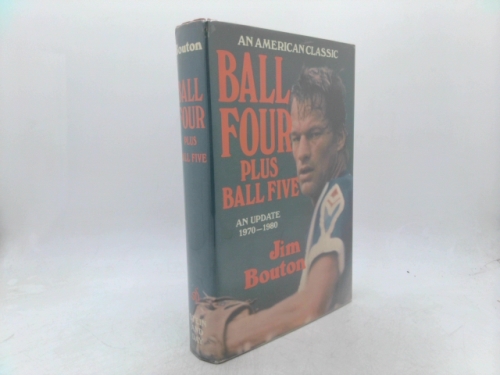 AN AMERICAN CLASSIC
BALL
FOUR
PLUS
BALL FIVE
AN UPDATE
1970–1980
Jim
Bouton
Bouton
BALL
FOUR
PLUS
BALL FIVE